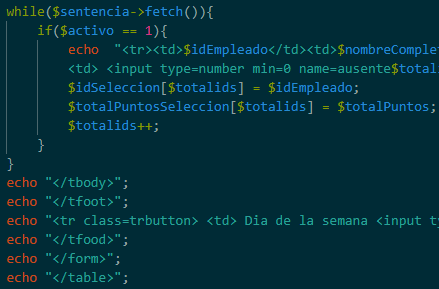 while($sentencia->fetch()){
if($activo == 1){
echo "<tr><td>$idEmpleado</td><td>$nombreComplet
<td> <input type=number min=0 name=ausente$total
$idSeleccion[$totalids] = $idEmpleado;
$totalPuntosSeleccion[$totalids] = $totalPuntos;
$totalids++;
}
}
echo "</tbody>";
echo "</tfoot>";
echo "<tr class=trbutton> <td> Dia de la semana <input ty
echo "</tfood>";
echo "</form>";
echo "</table>";